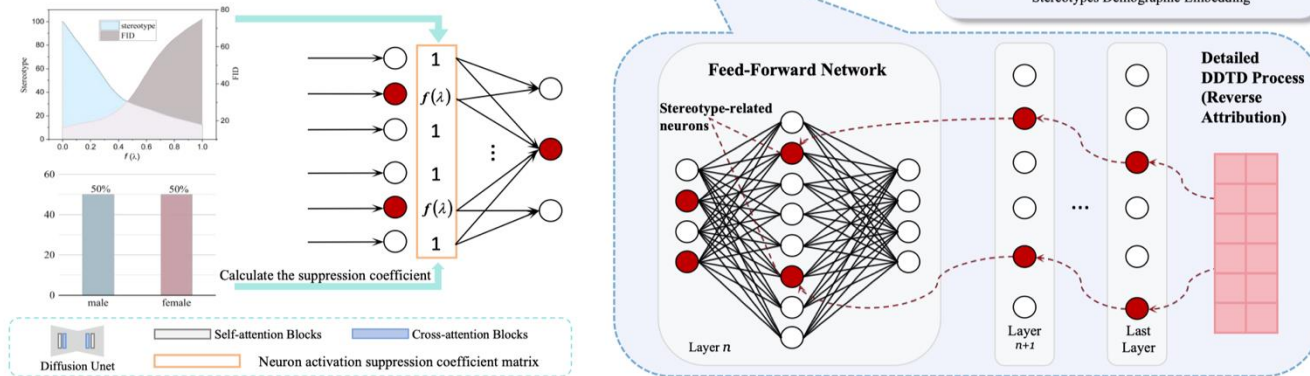 Stereotypes Demographic Embedding
100
80
60
40
20
0
Stereotype
stereotype
FID
80
70
60
50
40
30
20
FID
0.0 0.2 0.4 0.6 0.8 1.0
f (λ)
1
f(λ)
1
⋮
1
f(λ)
1
Calculate the suppression coefficient
60
40
20
0
50% 50%
male female
Diffusion Unet
Self-attention Blocks
Cross-attention Blocks
Neuron activation suppression coefficient matrix
Feed-Forward Network
Stereotype-related
neurons
Layer n
Layer
n+1
...
Last
Layer
Detailed
DDTD Process
(Reverse
Attribution)